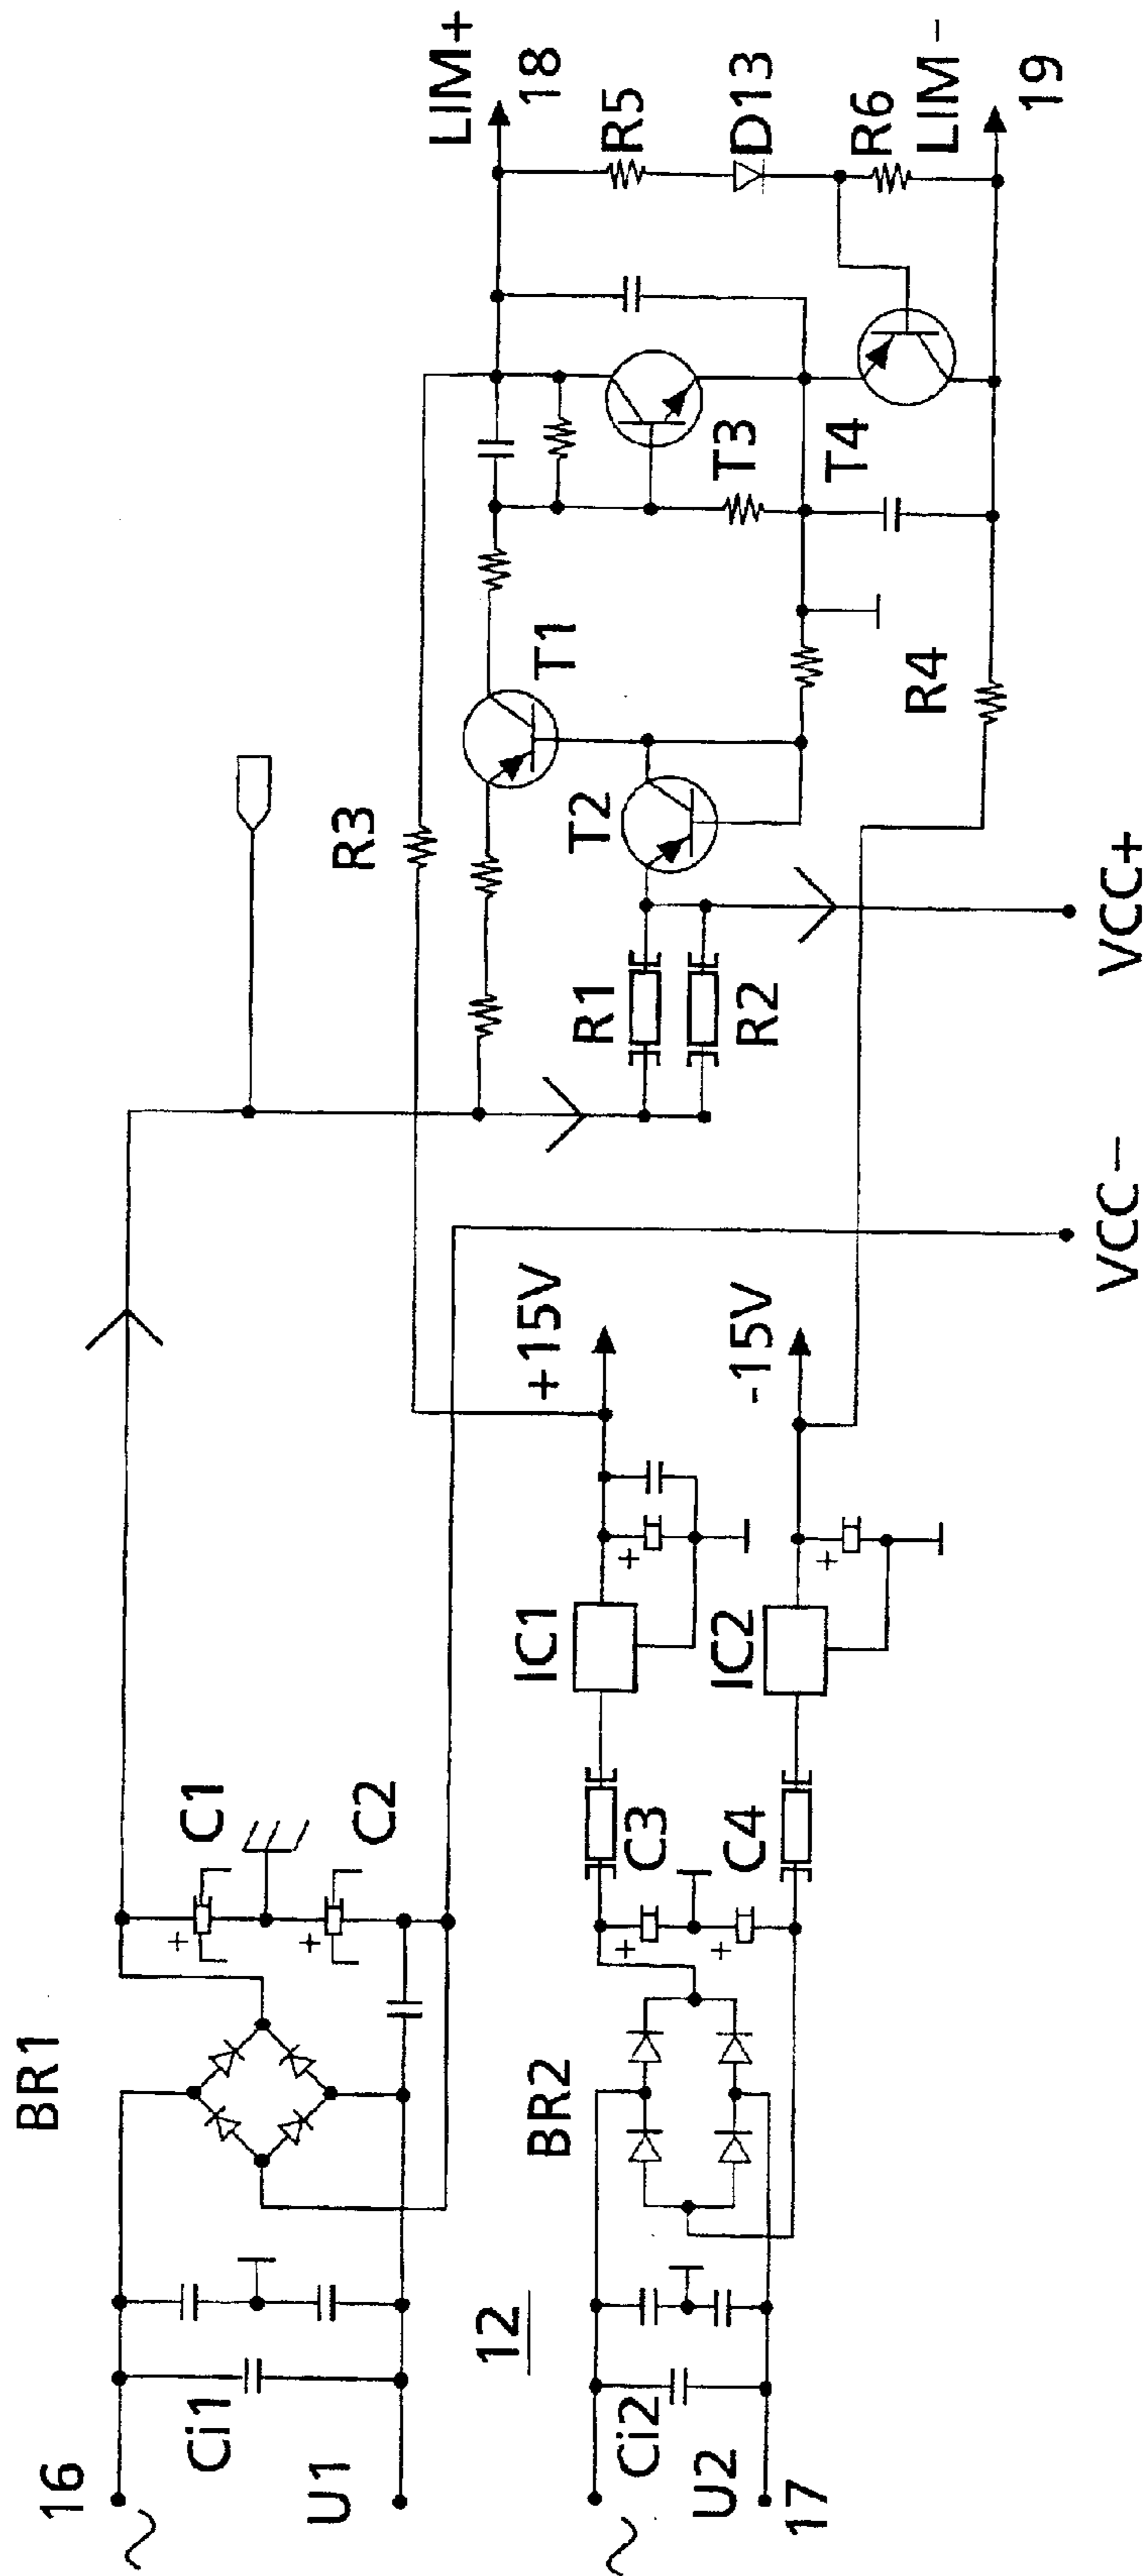 16
U1
Ci1
BR1
+
C1
+
C2
12
17
U2
Ci2
BR2
+
+
C3
C4
IC1
IC2
+
+
+15V
-15V
VCC−
VCC+
R1
R2
R3
T2
T1
R4
T3
T4
LIM+
18
R5
D13
R6
LIM −
19